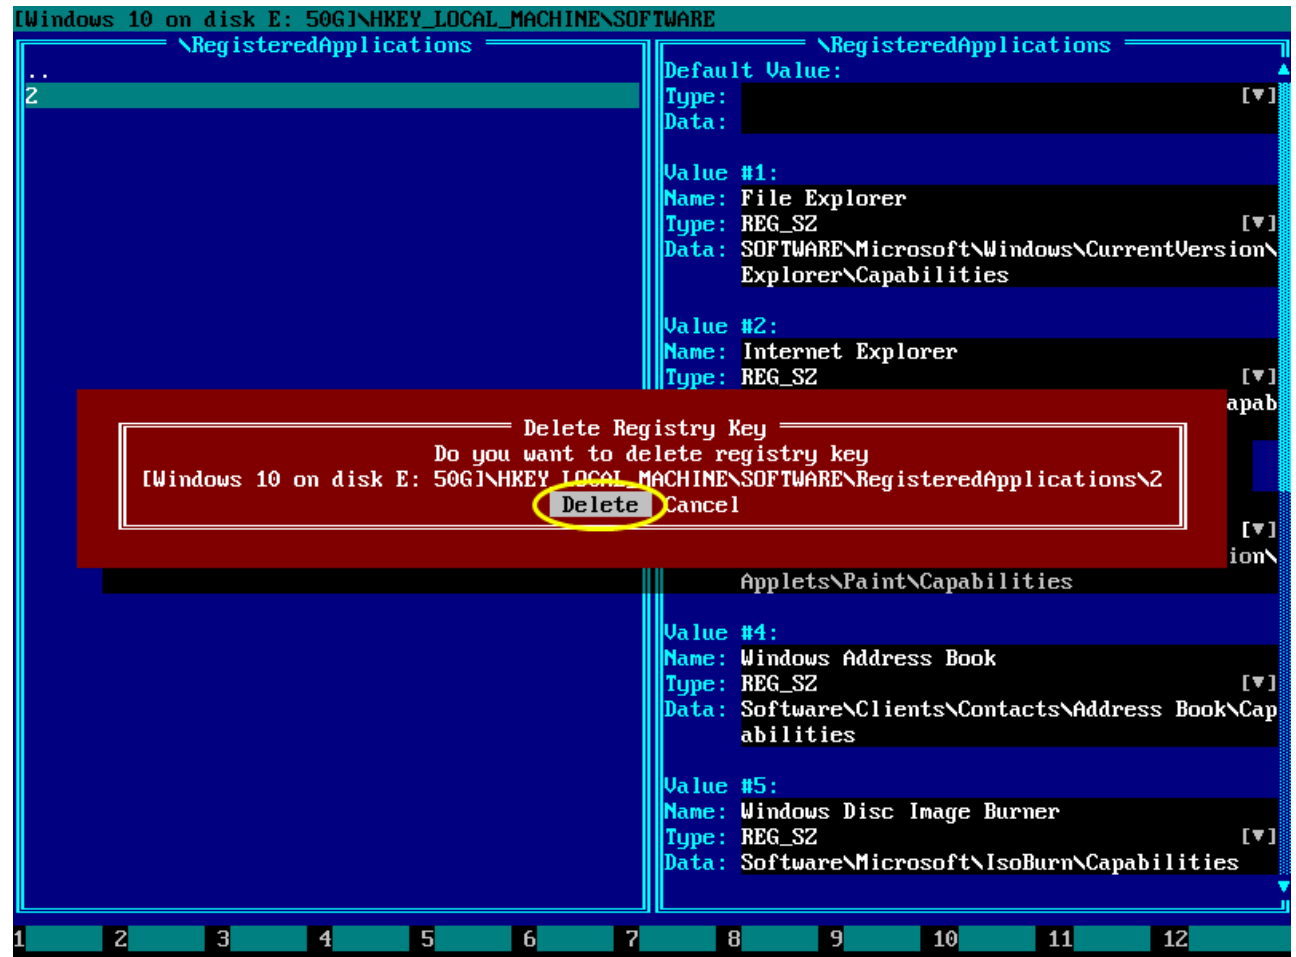 [Windows 10 on disk E: 50G]\HKEY_LOCAL_MACHINE\SOFTWARE
\RegisteredApplications
..
2
\RegisteredApplications
Default Value:
Type: [▼]
Data:
Value #1:
Name: File Explorer
Type: REG_SZ [▼]
Data: SOFTWARE\Microsoft\Windows\CurrentVersion\
Explorer\Capabilities
Value #2:
Name: Internet Explorer
Type: REG_SZ [▼]
apab
Delete Registry Key
Do you want to delete registry key
[Windows 10 on disk E: 50G]\HKEY_LOCAL_MACHINE\SOFTWARE\RegisteredApplications\2
Delete Cancel
[▼]
ion\
Applets\Paint\Capabilities
Value #4:
Name: Windows Address Book
Type: REG_SZ [▼]
Data: Software\Clients\Contacts\Address Book\Cap
abilities
Value #5:
Name: Windows Disc Image Burner
Type: REG_SZ [▼]
Data: Software\Microsoft\IsoBurn\Capabilities
1 2 3 4 5 6 7 8 9 10 11 12